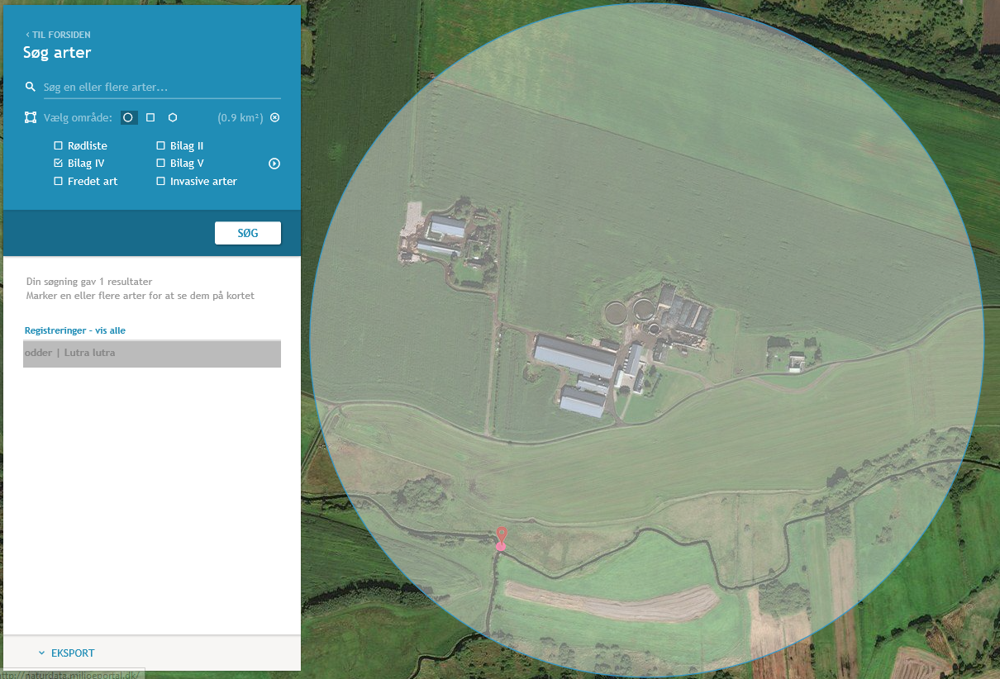 ‹ TIL FORSIDEN
Søg arter
Søg en eller flere arter...
Vælg område: (0.9 km²)
Rødliste Bilag II
Bilag IV Bilag V
Fredet art Invasive arter
SØG
Din søgning gav 1 resultater
Marker en eller flere arter for at se dem på kortet
Registreringer - vis alle
odder | Lutra lutra
EKSPORT
http://naturdata.miljoeportal.dk/